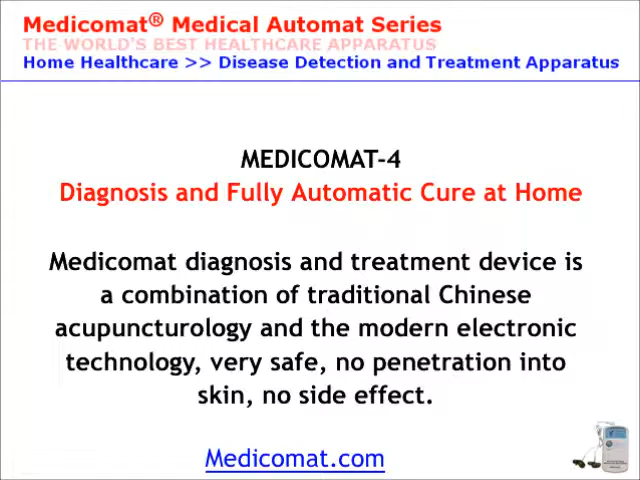 Medicomat® Medical Automat Series
THE WORLD'S BEST HEALTHCARE APPARATUS
Home Healthcare >> Disease Detection and Treatment Apparatus
MEDICOMAT-4
Diagnosis and Fully Automatic Cure at Home
Medicomat diagnosis and treatment device is
a combination of traditional Chinese
acupuncturology and the modern electronic
technology, very safe, no penetration into
skin, no side effect.
Medicomat.com